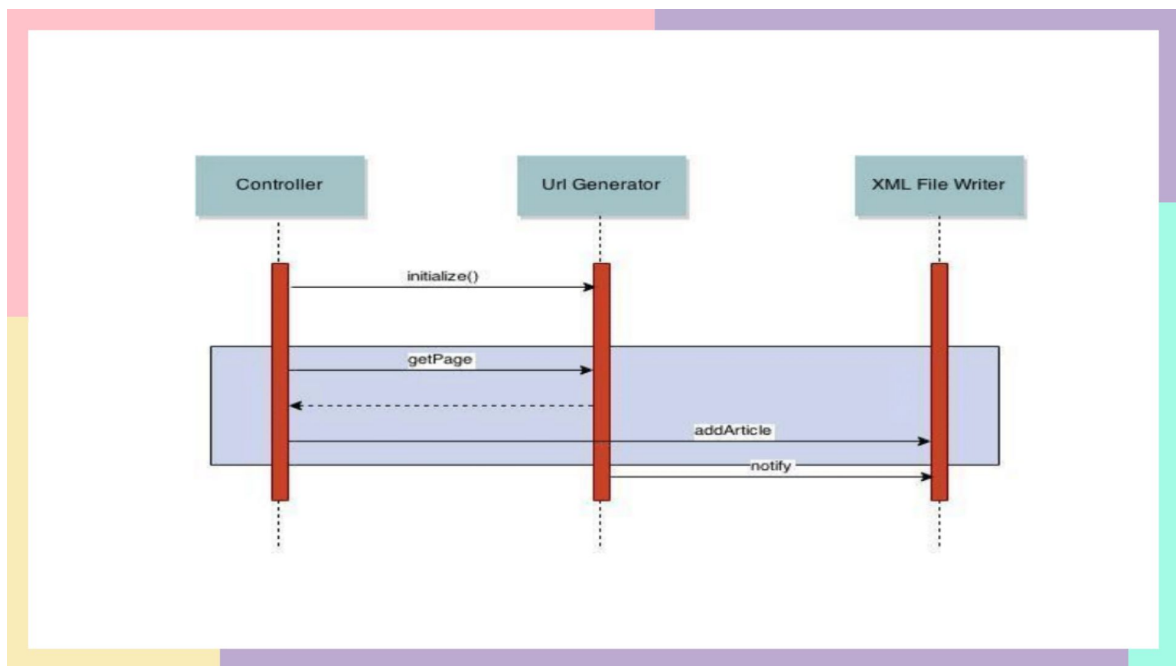 Controller
Url Generator
XML File Writer
initialize()
getPage
addArticle
notify